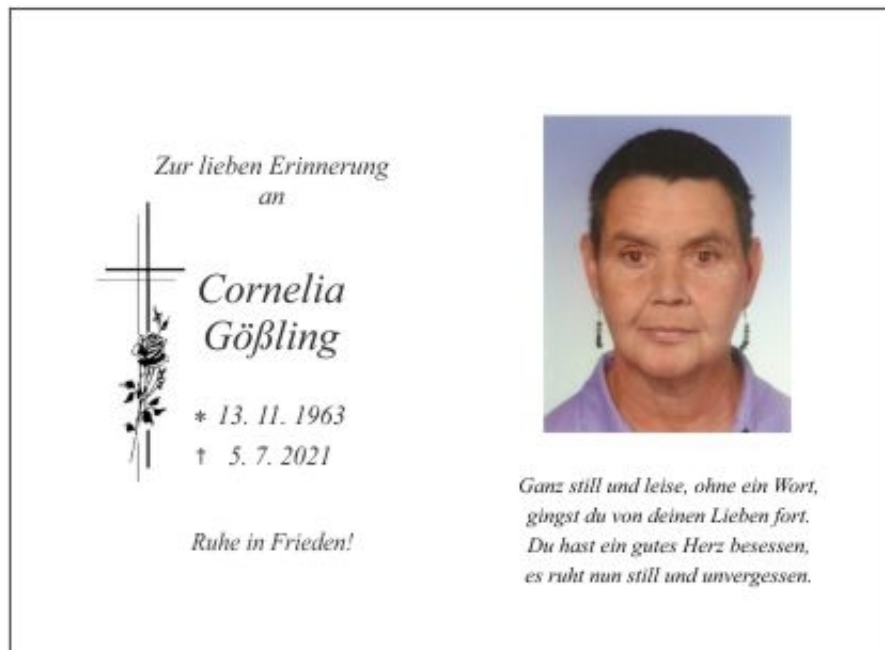 Zur lieben Erinnerung
an
Cornelia
Gößling
* 13. 11. 1963
† 5. 7. 2021
Ruhe in Frieden!
Ganz still und leise, ohne ein Wort,
gingst du von deinen Lieben fort.
Du hast ein gutes Herz besessen,
es ruht nun still und unvergessen.